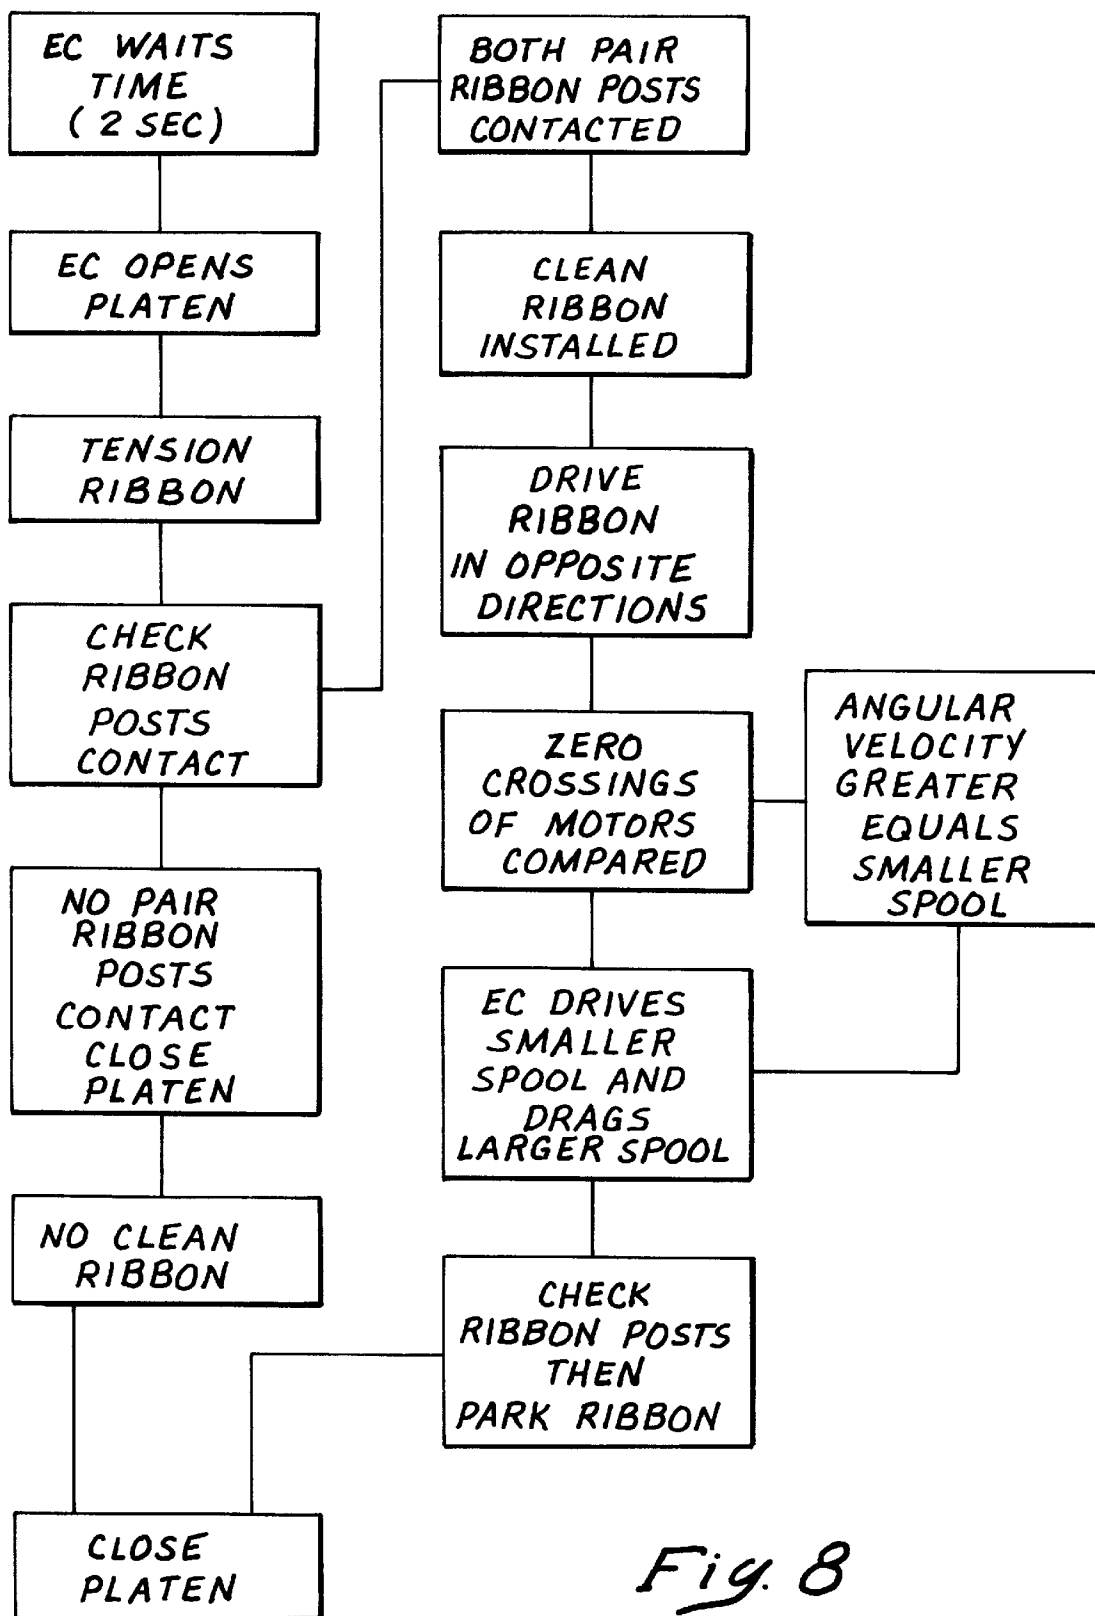 EC WAITS
TIME
(2 SEC)
EC OPENS
PLATEN
TENSION
RIBBON
CHECK
RIBBON
POSTS
CONTACT
NO PAIR
RIBBON
POSTS
CONTACT
CLOSE
PLATEN
NO CLEAN
RIBBON
CLOSE
PLATEN
BOTH PAIR
RIBBON POSTS
CONTACTED
CLEAN
RIBBON
INSTALLED
DRIVE
RIBBON
IN OPPOSITE
DIRECTIONS
ZERO
CROSSINGS
OF MOTORS
COMPARED
ANGULAR
VELOCITY
GREATER
EQUALS
SMALLER
SPOOL
EC DRIVES
SMALLER
SPOOL AND
DRAGS
LARGER SPOOL
CHECK
RIBBON POSTS
THEN
PARK RIBBON
Fig. 8